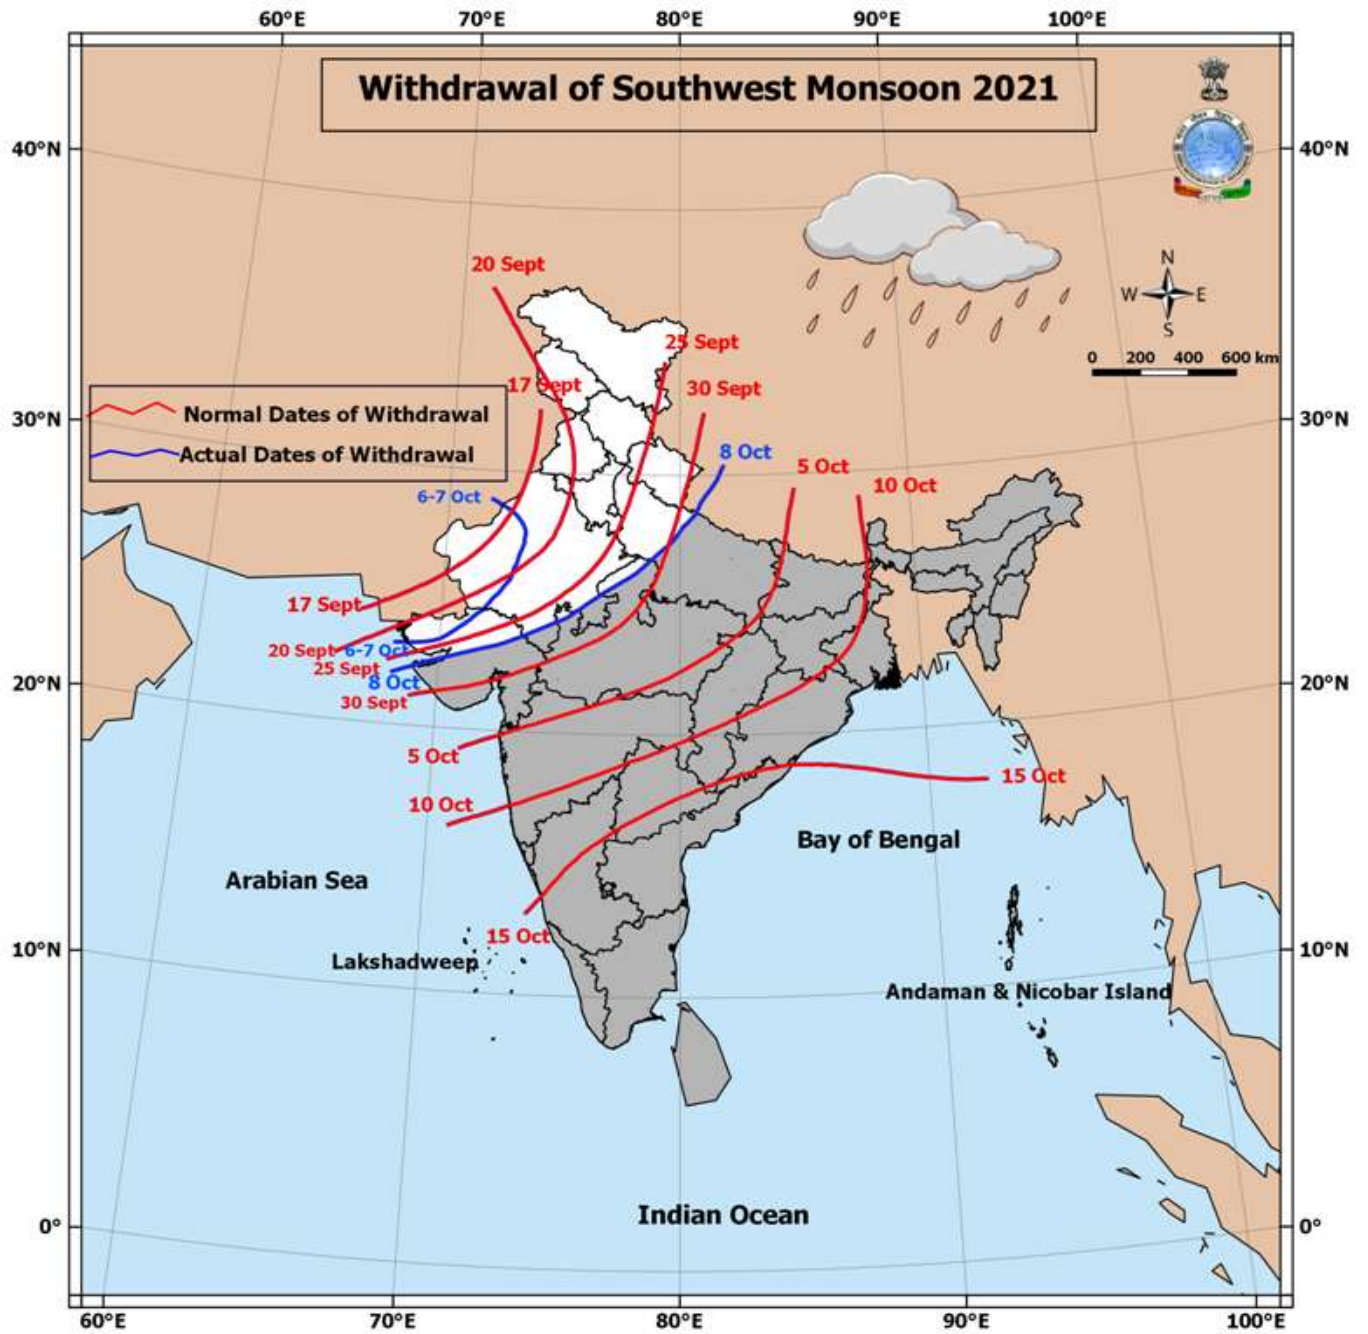 60°E 70°E 80°E 90°E 100°E
Withdrawal of Southwest Monsoon 2021
40°N 40°N
20 Sept
N
W E
S
25 Sept
0 200 400 600 km
17 Sept
30 Sept
Normal Dates of Withdrawal
30°N 30°N
Actual Dates of Withdrawal
8 Oct
5 Oct
10 Oct
6-7 Oct
17 Sept
20 Sept 6-7 Oct
25 Sept
8 Oct
20°N 20°N
30 Sept
5 Oct
15 Oct
10 Oct
Bay of Bengal
Arabian Sea
15 Oct
10°N 10°N
Lakshadweep
Andaman & Nicobar Island
Indian Ocean
0° 0°
60°E 70°E 80°E 90°E 100°E